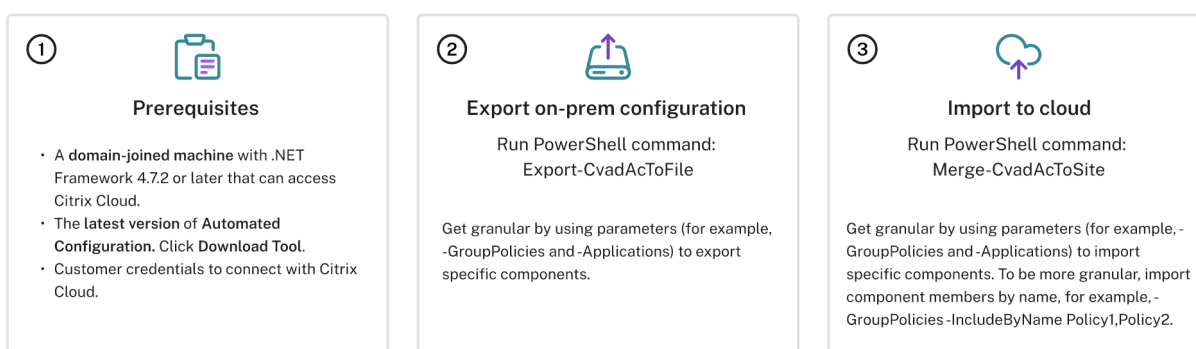 1
Prerequisites
• A domain-joined machine with .NET
Framework 4.7.2 or later that can access
Citrix Cloud.
• The latest version of Automated
Configuration. Click Download Tool.
• Customer credentials to connect with Citrix
Cloud.
2
Export on-prem configuration
Run PowerShell command:
Export-CvadAcToFile
Get granular by using parameters (for example,
-GroupPolicies and -Applications) to export
specific components.
3
Import to cloud
Run PowerShell command:
Merge-CvadAcToSite
Get granular by using parameters (for example, -
GroupPolicies and -Applications) to import
specific components. To be more granular, import
component members by name, for example, -
GroupPolicies -IncludeByName Policy1,Policy2.